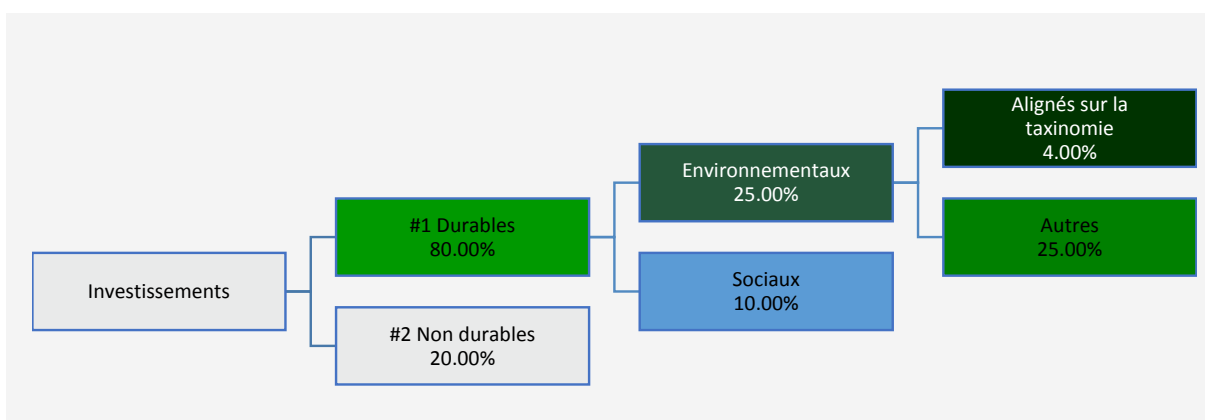 Investissements
#1 Durables
80.00%
#2 Non durables
20.00%
Environnementaux
25.00%
Sociaux
10.00%
Alignés sur la
taxinomie
4.00%
Autres
25.00%